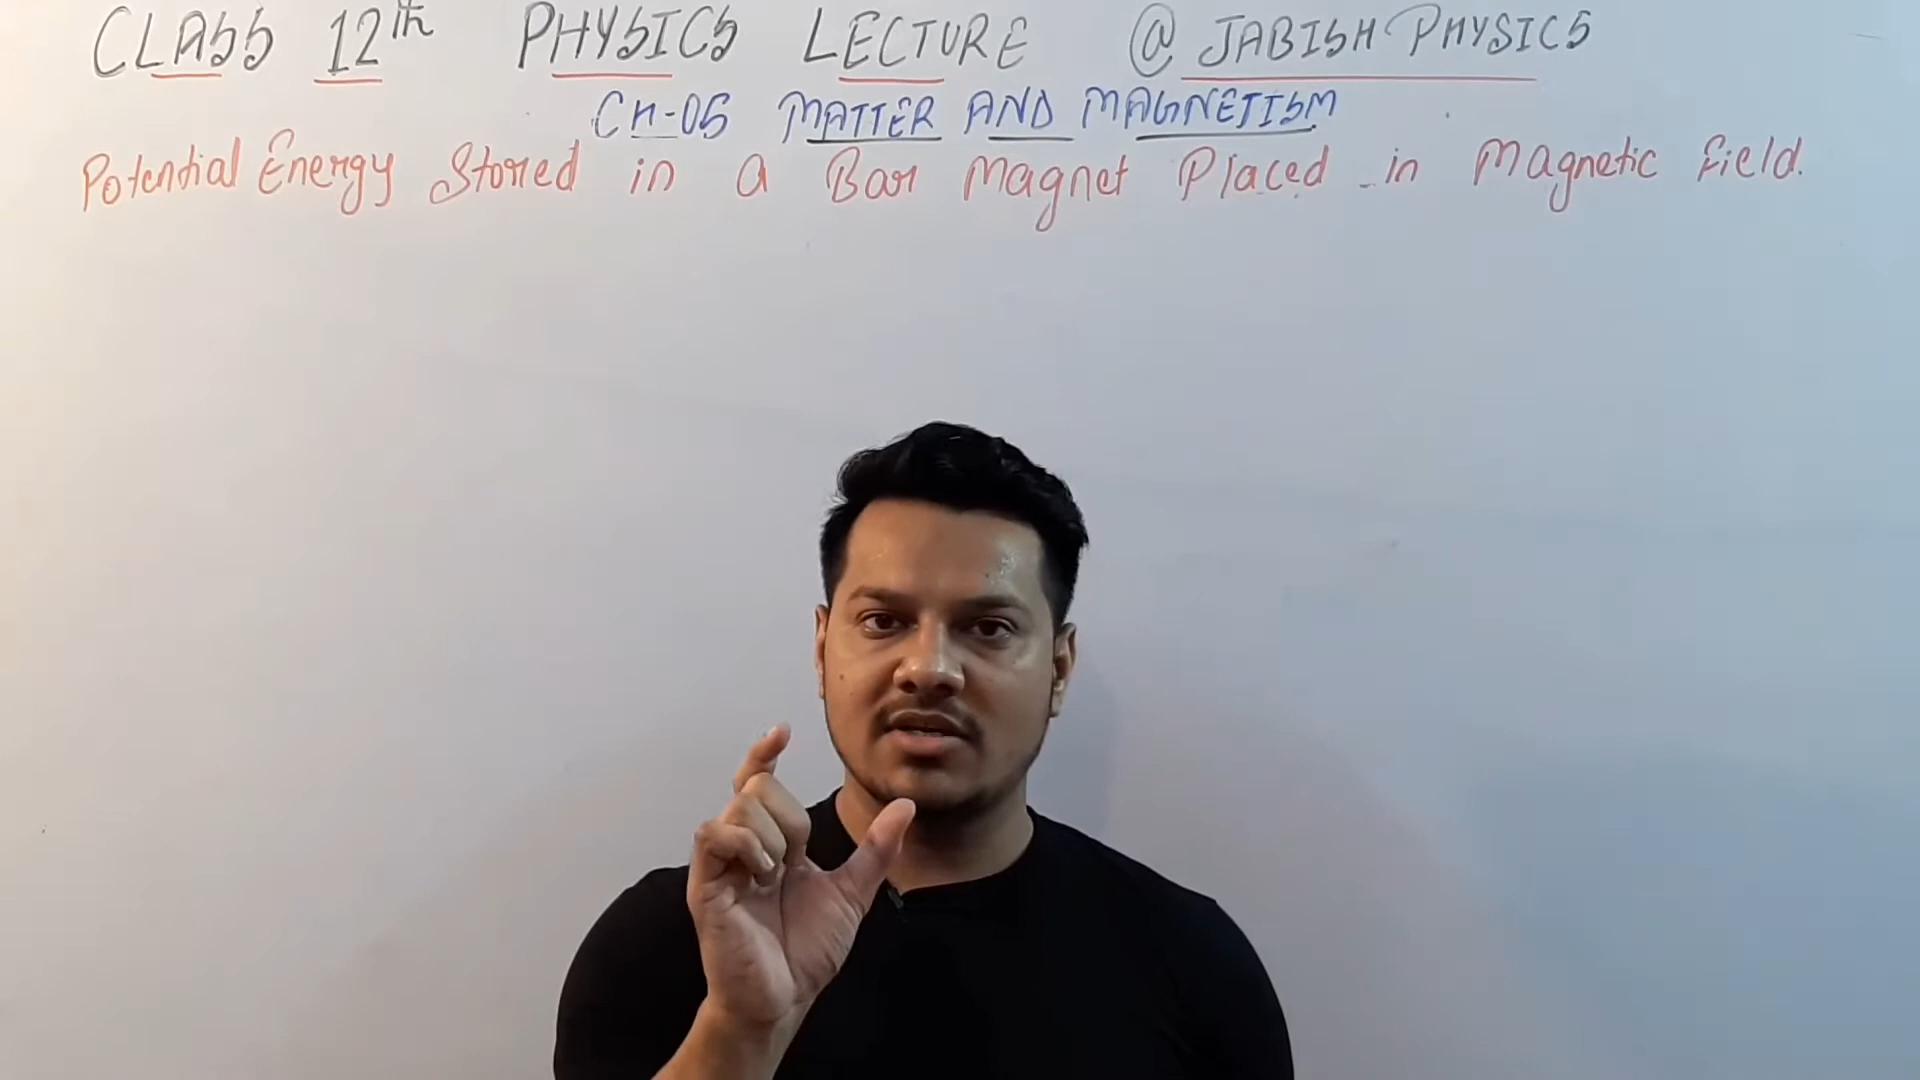 CLASS 12th PHYSICS LECTURE @ JABISH PHYSICS
CH-05 MATTER AND MAGNETISM
Potential Energy Stored in a Bar Magnet Placed in Magnetic field.